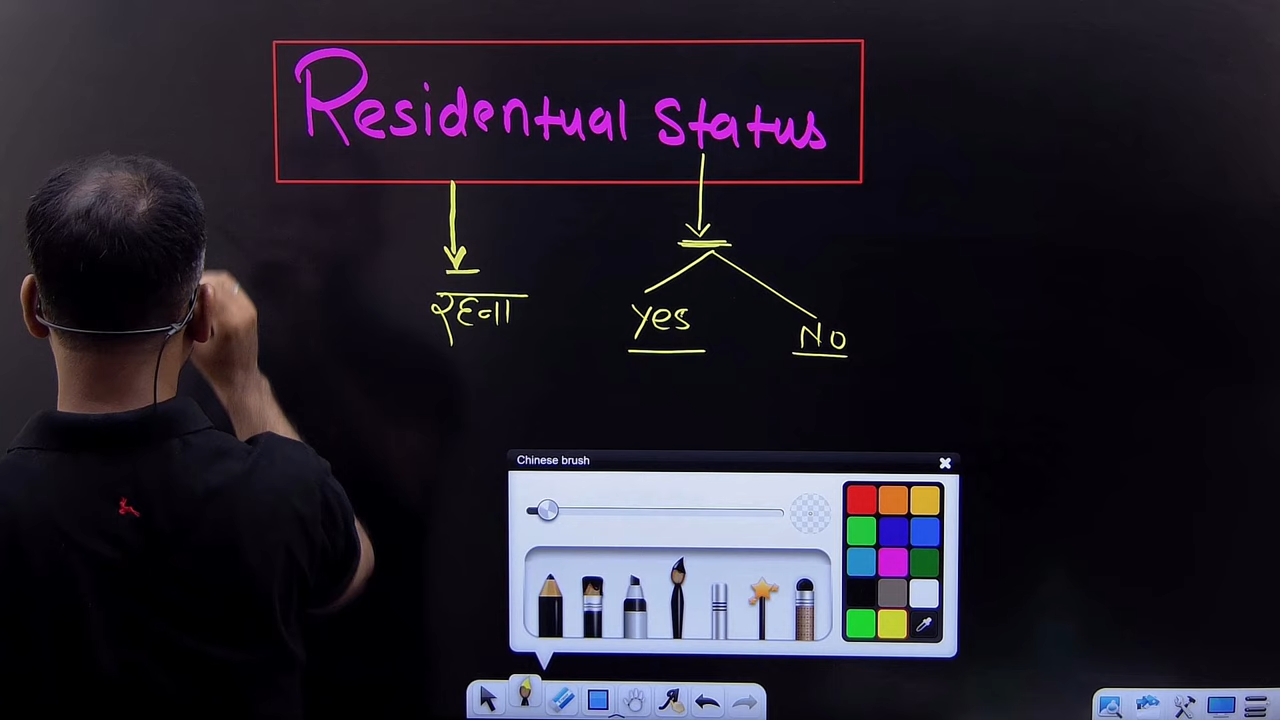 Residentual Status
रहना
yes
No
Chinese brush